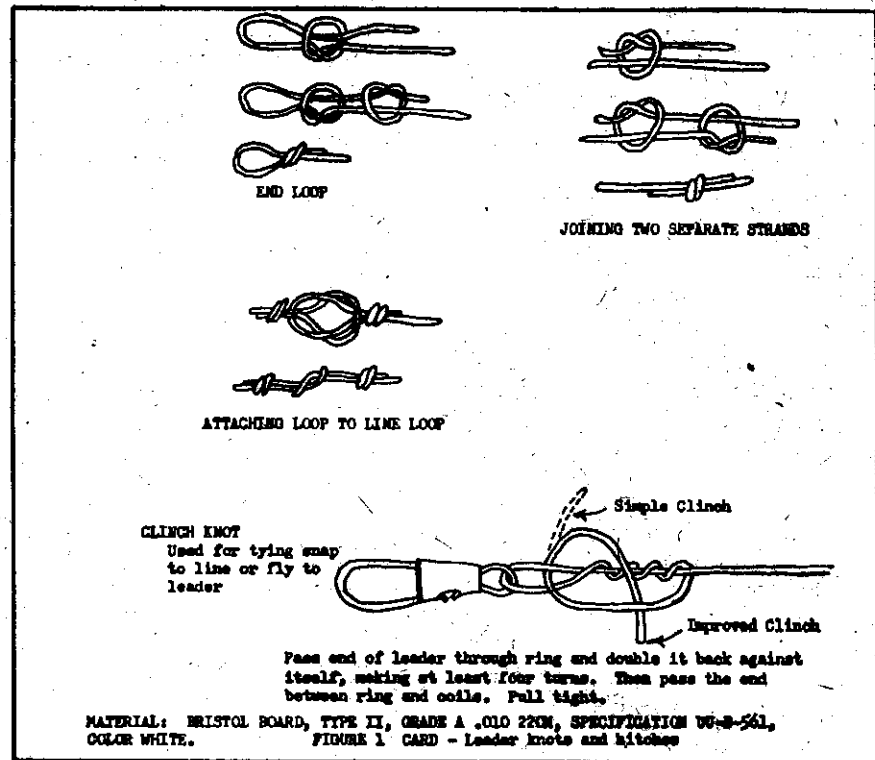 END LOOP
JOINING TWO SEPARATE STRANDS
ATTACHING LOOP TO LINE LOOP
CLINCH KNOT
Used for tying snap
to line or fly to
leader
Simple Clinch
Improved Clinch
Pass end of leader through ring and double it back against
itself, making at least four turns. Then pass the end
between ring and coils. Pull tight.
MATERIAL: BRISTOL BOARD, TYPE II, GRADE A .010 22CM, SPECIFICATION UU-B-561,
COLOR WHITE. FIGURE 1 CARD - Leader knots and hitches